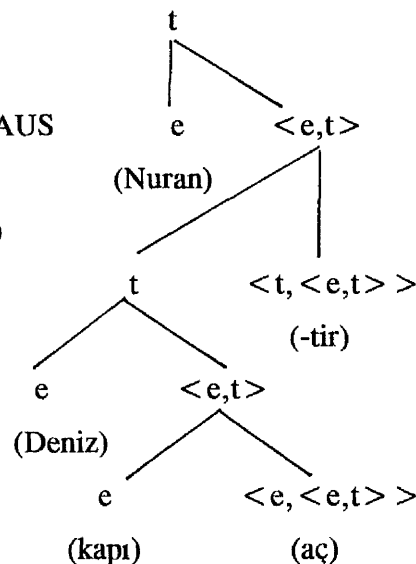 t
AUS e <e,t>
(Nuran)
)
t <t,<e,t> >
(-tir)
e <e,t>
(Deniz)
e <e, <e,t> >
(kapı) (aç)